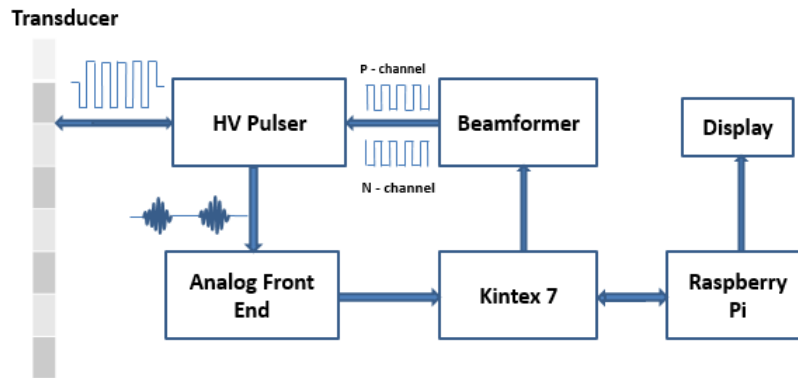 Transducer
P - channel
HV Pulser
Beamformer
Display
N - channel
Analog Front
End
Kintex 7
Raspberry
Pi